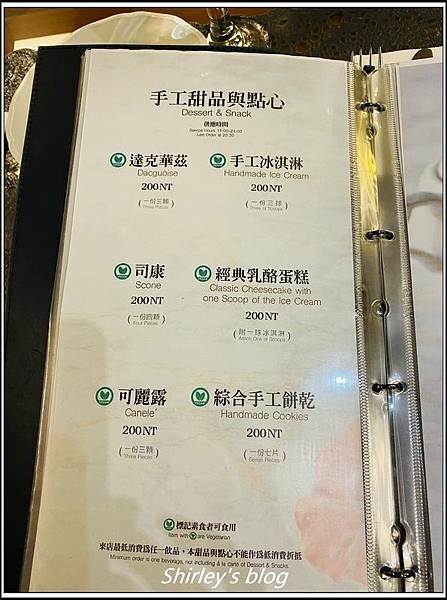 手工甜品與點心
Dessert & Snack
供應時間
Service Hours 11:00-21:00
Last Order at 20:30
達克華茲
Dacguoise
200NT
(一份三顆)
Three Pieces
手工冰淇淋
Handmade Ice Cream
200NT
(一份三球)
Three of Scoops
司康
Scone
200NT
(一份四顆)
Four Pieces
經典乳酪蛋糕
Classic Cheesecake with
one Scoop of the Ice Cream
200NT
(附一球冰淇淋)
Attach One of Scoops
可麗露
Canele'
200NT
(一份三顆)
Three Pieces
綜合手工餅乾
Handmade Cookies
200NT
(一份七片)
Seven Pieces
標記素食者可食用
Item with are Vegetarian
來店最低消費為任一飲品，本甜品與點心不能作為低消費折抵
Minimum order is one beverage, not including á la carte of Dessert & Snacks.
Shirley's blog